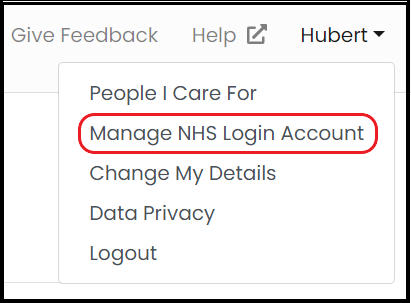 Give Feedback Help Hubert
People I Care For
Manage NHS Login Account
Change My Details
Data Privacy
Logout